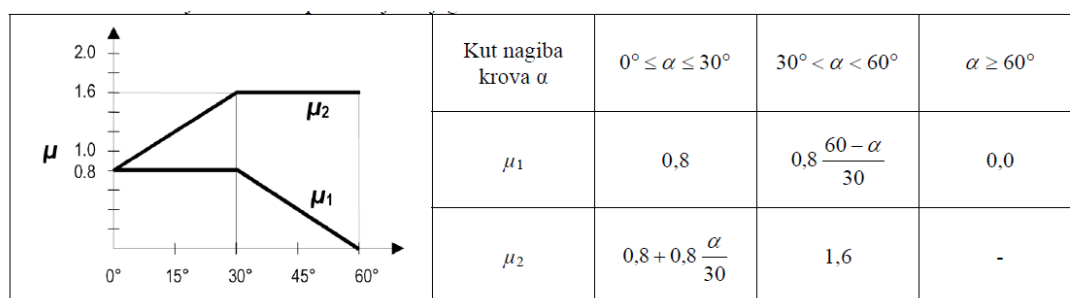 2.0
1.6
μ₂
μ
1.0
0.8
μ₁
0° 15° 30° 45° 60°
Kut nagiba krova α | 0° ≤ α ≤ 30° | 30° < α < 60° | α ≥ 60°
μ₁ | 0,8 | 0,8 (60 − α)/30 | 0,0
μ₂ | 0,8 + 0,8 α/30 | 1,6 | -